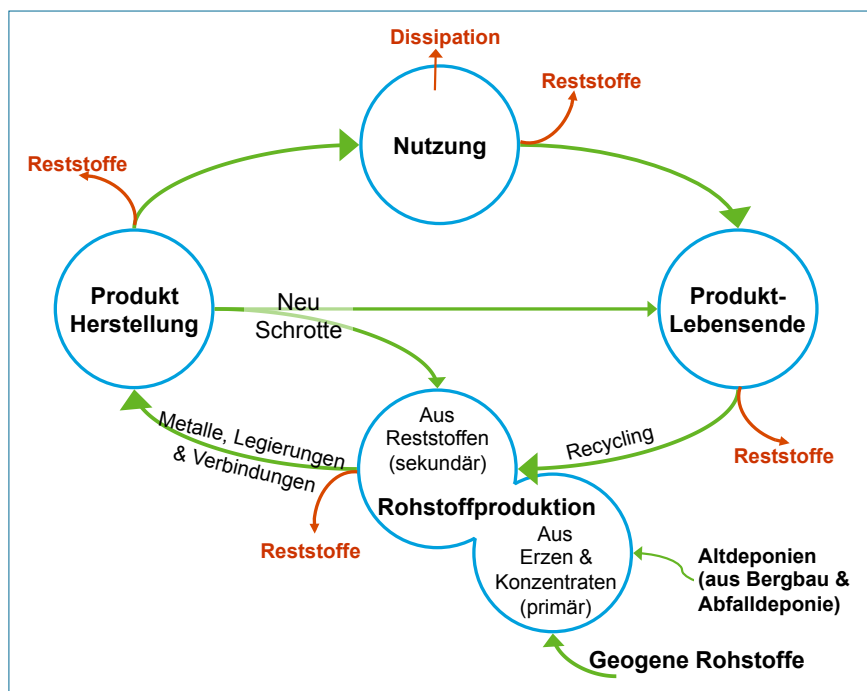 Dissipation
Reststoffe
Nutzung
Reststoffe
Produkt
Herstellung
Neu
Schrotte
Produkt-
Lebensende
Metalle, Legierungen
& Verbindungen
Aus
Reststoffen
(sekundär)
Recycling
Reststoffe
Rohstoffproduktion
Reststoffe
Aus
Erzen &
Konzentraten
(primär)
Altdeponien
(aus Bergbau &
Abfalldeponie)
Geogene Rohstoffe